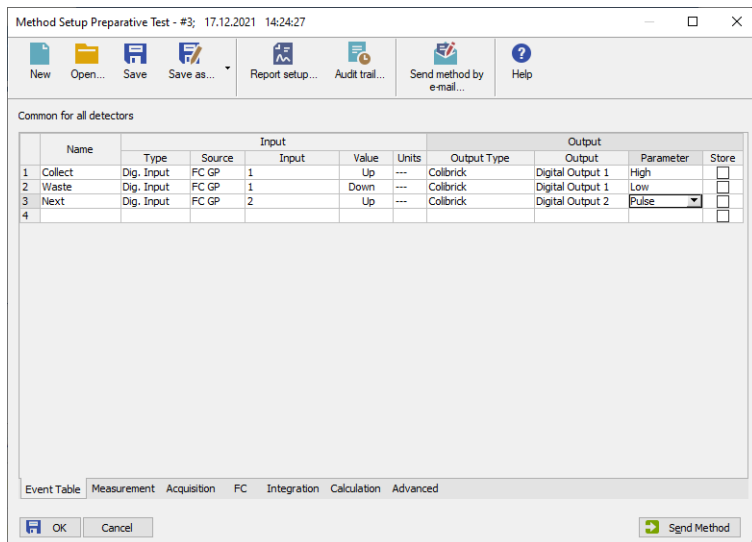 Method Setup Preparative Test - #3; 17.12.2021 14:24:27
New Open... Save Save as... Report setup... Audit trail... Send method by e-mail... Help
Common for all detectors
Name Input Output
Type Source Input Value Units Output Type Output Parameter Store
1 Collect Dig. Input FC GP 1 Up --- Colibrick Digital Output 1 High
2 Waste Dig. Input FC GP 1 Down --- Colibrick Digital Output 1 Low
3 Next Dig. Input FC GP 2 Up --- Colibrick Digital Output 2 Pulse
4
Event Table Measurement Acquisition FC Integration Calculation Advanced
OK Cancel Send Method